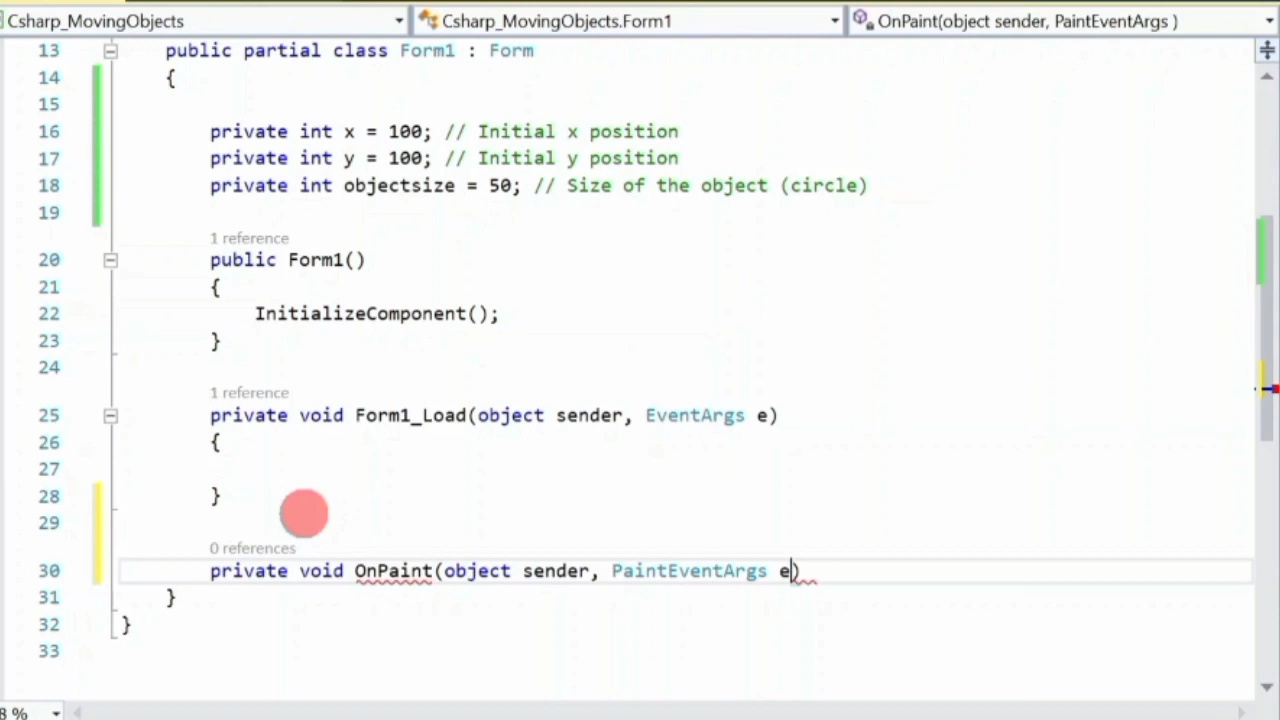 Csharp_MovingObjects Csharp_MovingObjects.Form1 OnPaint(object sender, PaintEventArgs )
13 public partial class Form1 : Form
14 {
15
16 private int x = 100; // Initial x position
17 private int y = 100; // Initial y position
18 private int objectsize = 50; // Size of the object (circle)
19
1 reference
20 public Form1()
21 {
22 InitializeComponent();
23 }
24
1 reference
25 private void Form1_Load(object sender, EventArgs e)
26 {
27
28 }
29
0 references
30 private void OnPaint(object sender, PaintEventArgs e)
31 }
32 }
33
8 %